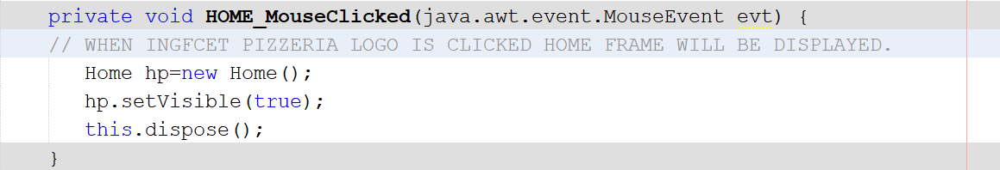 private void HOME_MouseClicked(java.awt.event.MouseEvent evt) {
// WHEN INGFCET PIZZERIA LOGO IS CLICKED HOME FRAME WILL BE DISPLAYED.
Home hp=new Home();
hp.setVisible(true);
this.dispose();
}